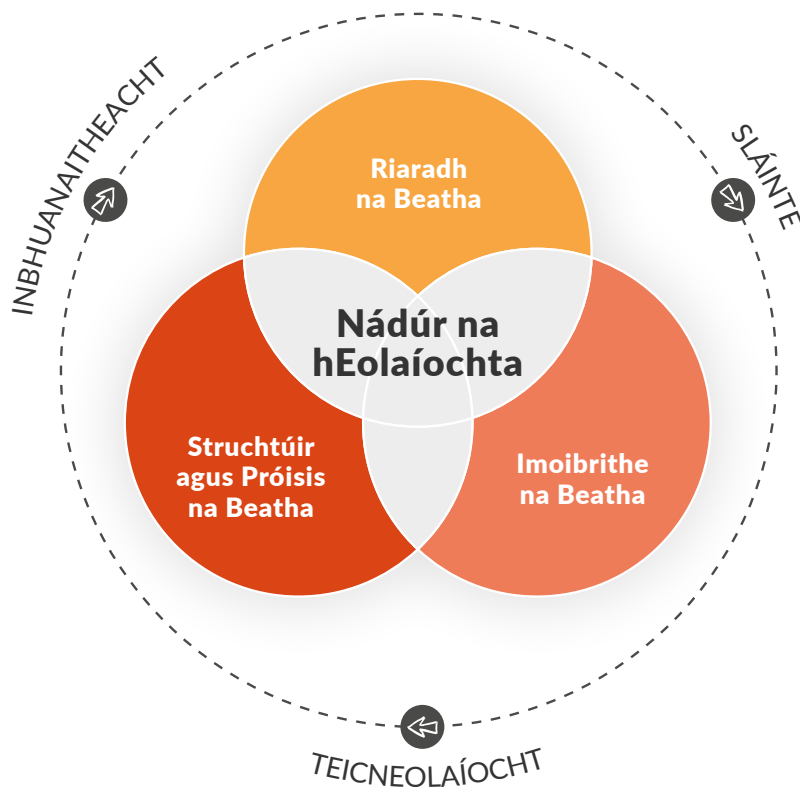 INBHUANAITHEACHT
SLÁINTE
Riaradh
na Beatha
Nádúr na
hEolaíochta
Struchtúir
agus Próisis
na Beatha
Imoibrithe
na Beatha
TEICNEOLAÍOCHT